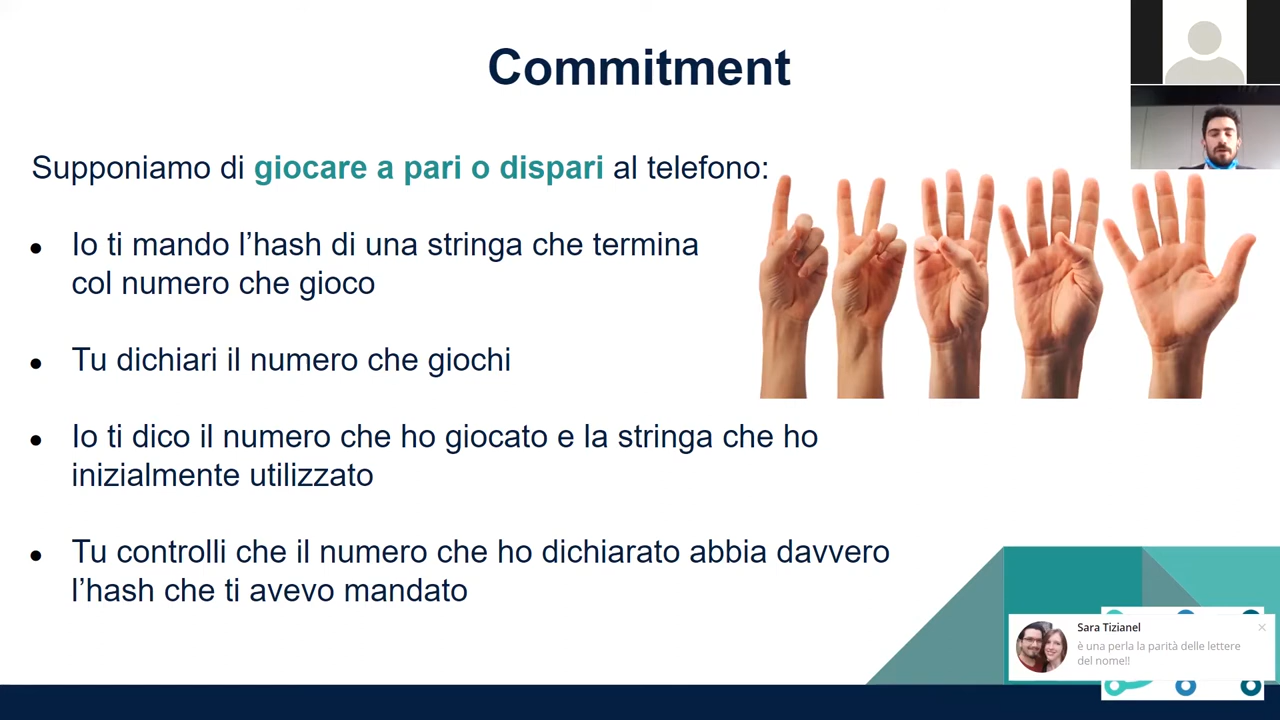 Commitment
Supponiamo di giocare a pari o dispari al telefono:
● Io ti mando l’hash di una stringa che termina
col numero che gioco
● Tu dichiari il numero che giochi
● Io ti dico il numero che ho giocato e la stringa che ho
inizialmente utilizzato
● Tu controlli che il numero che ho dichiarato abbia davvero
l’hash che ti avevo mandato
Sara Tizianel
è una perla la parità delle lettere
del nome!!